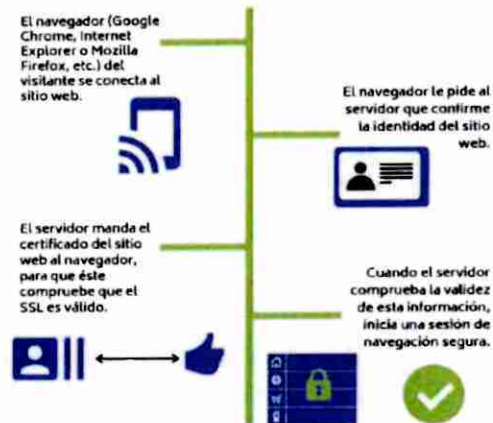 El navegador (Google
Chrome, Internet
Explorer o Mozilla
Firefox, etc.) del
visitante se conecta al
sitio web.
El navegador le pide al
servidor que confirme
la identidad del sitio
web.
El servidor manda el
certificado del sitio
web al navegador,
para que éste
compruebe que el
SSL es válido.
Cuando el servidor
comprueba la validez
de esta información,
inicia una sesión de
navegación segura.